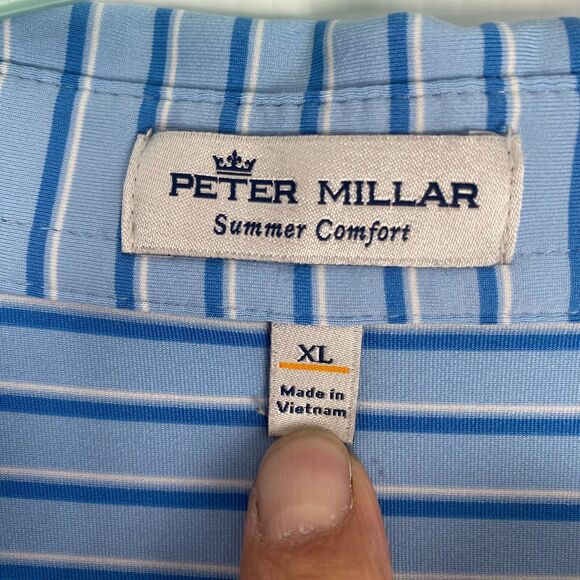 PETER MILLAR
Summer Comfort
XL
Made in
Vietnam